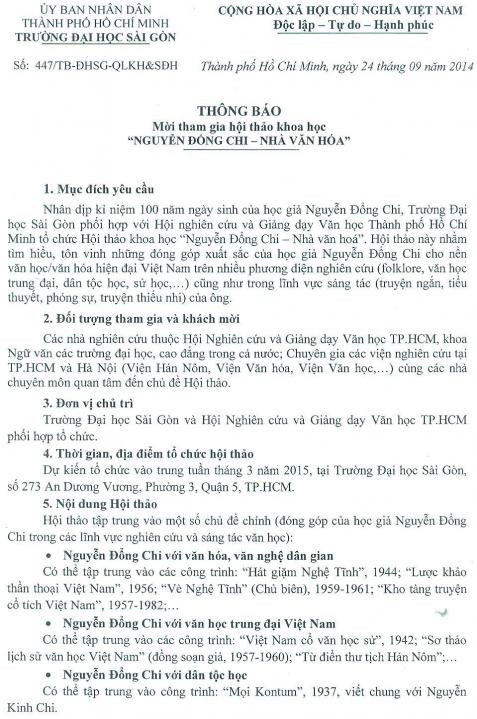 ỦY BAN NHÂN DÂN
THÀNH PHỐ HỒ CHÍ MINH
TRƯỜNG ĐẠI HỌC SÀI GÒN
CỘNG HÒA XÃ HỘI CHỦ NGHĨA VIỆT NAM
Độc lập – Tự do – Hạnh phúc
Số: 447/TB-ĐHSG-QLKH&SĐH
Thành phố Hồ Chí Minh, ngày 24 tháng 09 năm 2014
THÔNG BÁO
Mời tham gia hội thảo khoa học
“NGUYỄN ĐỔNG CHI – NHÀ VĂN HÓA”
1. Mục đích yêu cầu
Nhân dịp kỉ niệm 100 năm ngày sinh của học giả Nguyễn Đổng Chi, Trường Đại
học Sài Gòn phối hợp với Hội nghiên cứu và Giảng dạy Văn học Thành phố Hồ Chí
Minh tổ chức Hội thảo khoa học “Nguyễn Đổng Chi – Nhà văn hoá”. Hội thảo này nhằm
tìm hiểu, tôn vinh những đóng góp xuất sắc của học giả Nguyễn Đổng Chi cho nền
văn học/văn hóa hiện đại Việt Nam trên nhiều phương diện nghiên cứu (folklore, văn học
trung đại, dân tộc học, sử học,…) cũng như trong lĩnh vực sáng tác (truyện ngắn, tiểu
thuyết, phóng sự, truyện thiếu nhi) của ông.
2. Đối tượng tham gia và khách mời
Các nhà nghiên cứu thuộc Hội Nghiên cứu và Giảng dạy Văn học TP.HCM, khoa
Ngữ văn các trường đại học, cao đẳng trong cả nước; Chuyên gia các viện nghiên cứu tại
TP.HCM và Hà Nội (Viện Hán Nôm, Viện Văn hóa, Viện Văn học,…) cùng các nhà
chuyên môn quan tâm đến chủ đề Hội thảo.
3. Đơn vị chủ trì
Trường Đại học Sài Gòn và Hội Nghiên cứu và Giảng dạy Văn học TP.HCM
phối hợp tổ chức.
4. Thời gian, địa điểm tổ chức hội thảo
Dự kiến tổ chức vào trung tuần tháng 3 năm 2015, tại Trường Đại học Sài Gòn,
số 273 An Dương Vương, Phường 3, Quận 5, TP.HCM.
5. Nội dung Hội thảo
Hội thảo tập trung vào một số chủ đề chính (đóng góp của học giả Nguyễn Đổng
Chi trong các lĩnh vực nghiên cứu và sáng tác văn học):
• Nguyễn Đổng Chi với văn hóa, văn nghệ dân gian
Có thể tập trung vào các công trình: “Hát giặm Nghệ Tĩnh”, 1944; “Lược khảo
thần thoại Việt Nam”, 1956; “Vè Nghệ Tĩnh” (Chủ biên), 1959-1961; “Kho tàng truyện
cổ tích Việt Nam”, 1957-1982;…
• Nguyễn Đổng Chi với văn học trung đại Việt Nam
Có thể tập trung vào các công trình: “Việt Nam cổ văn học sử”, 1942; “Sơ thảo
lịch sử văn học Việt Nam” (đồng soạn giả, 1957-1960); “Từ điển thư tịch Hán Nôm”;…
• Nguyễn Đổng Chi với dân tộc học
Có thể tập trung vào công trình: “Mọi Kontum”, 1937, viết chung với Nguyễn
Kinh Chi.